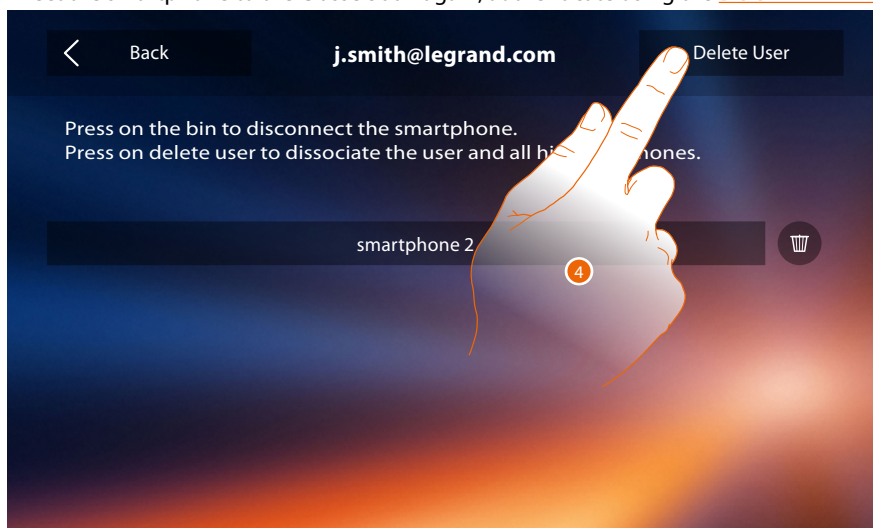 Back
j.smith@legrand.com
Delete User
Press on the bin to disconnect the smartphone.
Press on delete user to dissociate the user and all hi hones.
smartphone 2
4